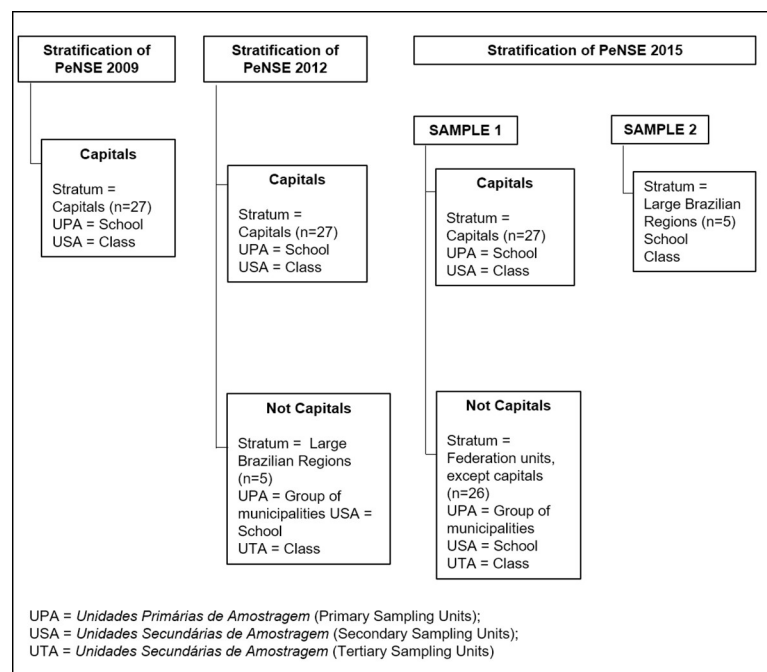 Stratification of
PeNSE 2009
Capitals
Stratum =
Capitals (n=27)
UPA = School
USA = Class
Stratification of
PeNSE 2012
Capitals
Stratum =
Capitals (n=27)
UPA = School
USA = Class
Not Capitals
Stratum = Large
Brazilian Regions
(n=5)
UPA = Group of
municipalities USA =
School
UTA = Class
Stratification of PeNSE 2015
SAMPLE 1
Capitals
Stratum =
Capitals (n=27)
UPA = School
USA = Class
Not Capitals
Stratum =
Federation units,
except capitals
(n=26)
UPA = Group of
municipalities
USA = School
UTA = Class
SAMPLE 2
Stratum =
Large Brazilian
Regions (n=5)
School
Class
UPA = Unidades Primárias de Amostragem (Primary Sampling Units);
USA = Unidades Secundárias de Amostragem (Secondary Sampling Units);
UTA = Unidades Secundárias de Amostragem (Tertiary Sampling Units)